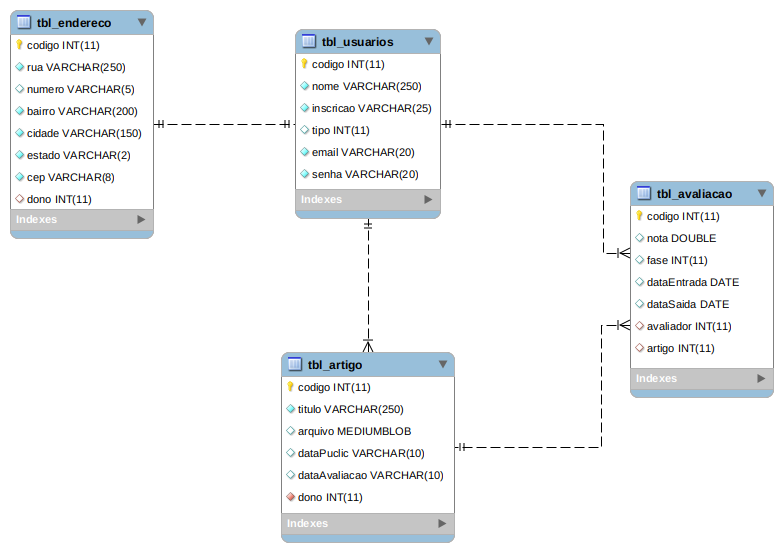 tbl_endereco
codigo INT(11)
rua VARCHAR(250)
numero VARCHAR(5)
bairro VARCHAR(200)
cidade VARCHAR(150)
estado VARCHAR(2)
cep VARCHAR(8)
dono INT(11)
Indexes
tbl_usuarios
codigo INT(11)
nome VARCHAR(250)
inscricao VARCHAR(25)
tipo INT(11)
email VARCHAR(20)
senha VARCHAR(20)
Indexes
tbl_avaliacao
codigo INT(11)
nota DOUBLE
fase INT(11)
dataEntrada DATE
dataSaida DATE
avaliador INT(11)
artigo INT(11)
Indexes
tbl_artigo
codigo INT(11)
titulo VARCHAR(250)
arquivo MEDIUMBLOB
dataPuclic VARCHAR(10)
dataAvaliacao VARCHAR(10)
dono INT(11)
Indexes